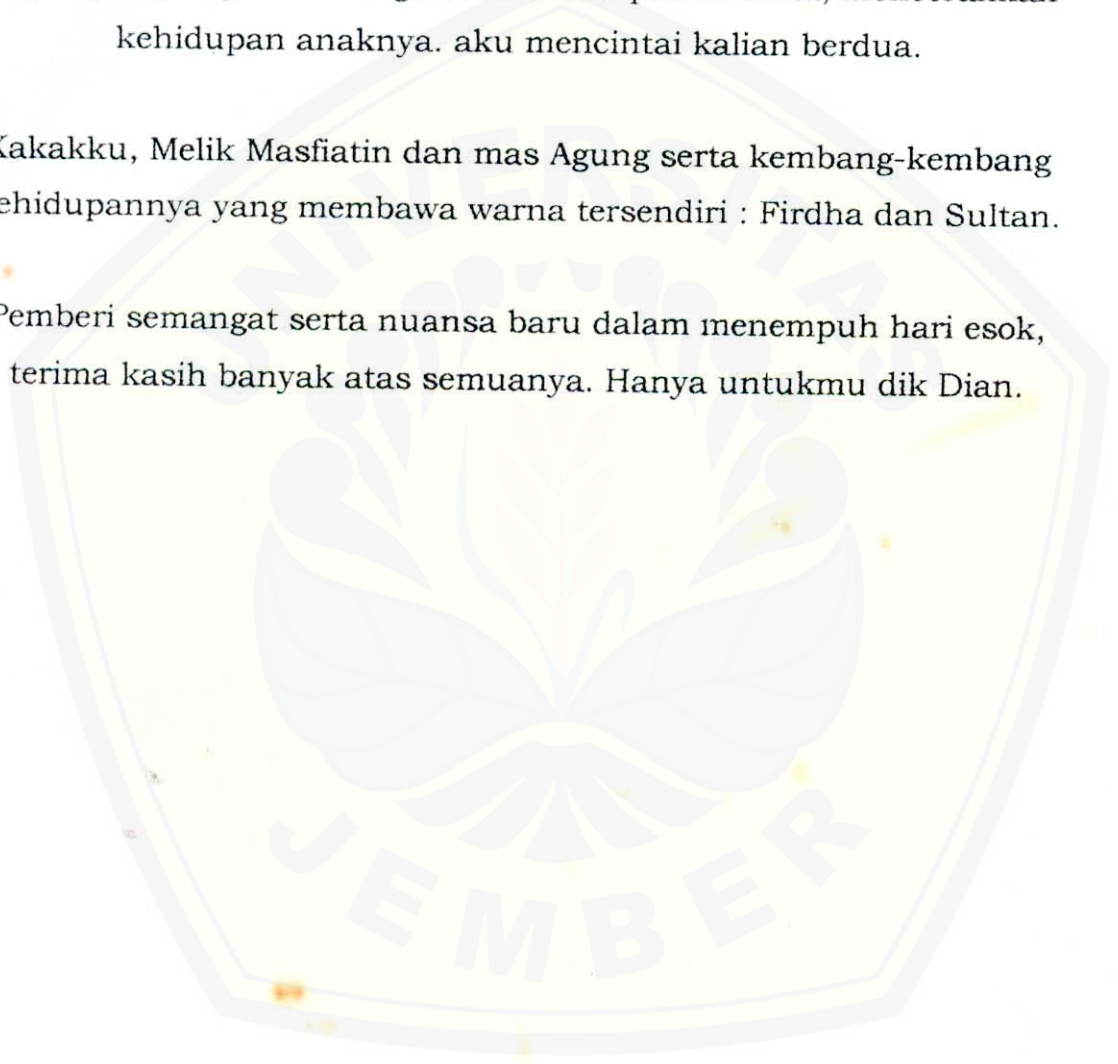 kehidupan anaknya. aku mencintai kalian berdua.
Kakakku, Melik Masfiatin dan mas Agung serta kembang-kembang
ehidupannya yang membawa warna tersendiri : Firdha dan Sultan.
Pemberi semangat serta nuansa baru dalam menempuh hari esok,
terima kasih banyak atas semuanya. Hanya untukmu dik Dian.
UNIVERSITAS
JEMBER